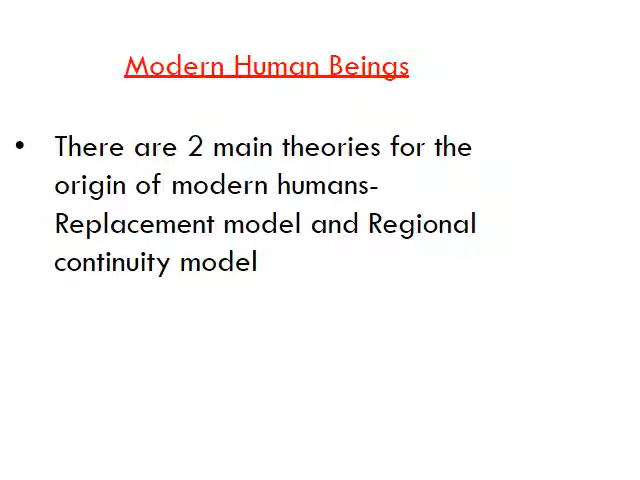 Modern Human Beings
• There are 2 main theories for the
origin of modern humans-
Replacement model and Regional
continuity model